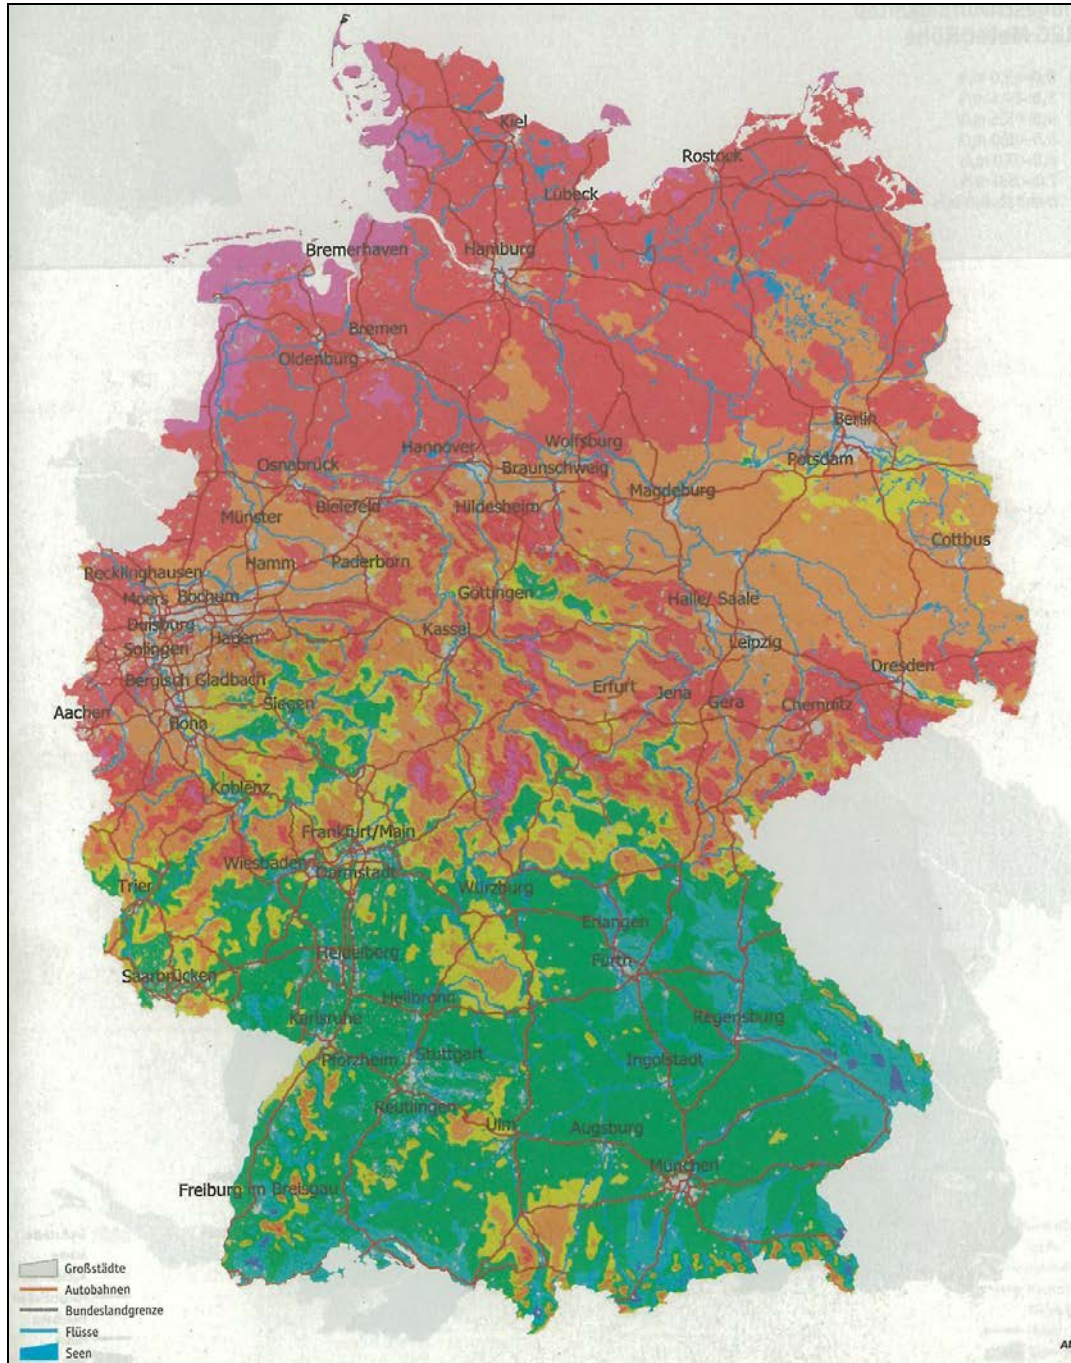 Kiel
Rostock
Lübeck
Bremerhaven
Hamburg
Bremen
Oldenburg
Berlin
Hannover
Wolfsburg
Osnabrück
Braunschweig
Potsdam
Magdeburg
Bielefeld
Hildesheim
Münster
Cottbus
Hamm
Paderborn
Recklinghausen
Göttingen
Moers
Bochum
Halle/ Saale
Duisburg
Hagen
Kassel
Leipzig
Solingen
Dresden
Bergisch Gladbach
Erfurt
Jena
Siegen
Gera
Chemnitz
Aachen
Bonn
Koblenz
Frankfurt/Main
Wiesbaden
Darmstadt
Trier
Würzburg
Erlangen
Heidelberg
Fürth
Saarbrücken
Heilbronn
Karlsruhe
Regensburg
Pforzheim
Stuttgart
Ingolstadt
Reutlingen
Ulm
Augsburg
München
Freiburg im Breisgau
Großstädte
Autobahnen
Bundeslandgrenze
Flüsse
Seen